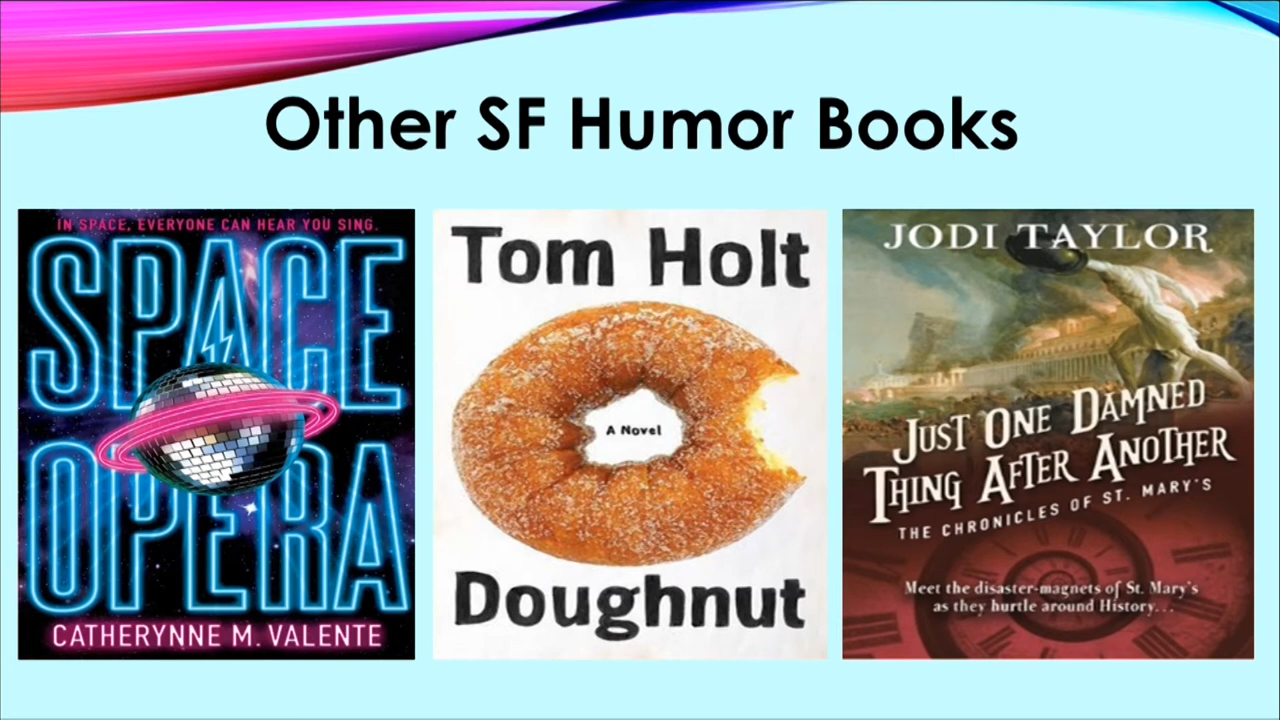 Other SF Humor Books
IN SPACE, EVERYONE CAN HEAR YOU SING.
SPACE
OPERA
CATHERYNNE M. VALENTE
Tom Holt
A Novel
Doughnut
JODI TAYLOR
JUST ONE DAMNED
THING AFTER ANOTHER
THE CHRONICLES OF ST. MARY'S
Meet the disaster-magnets of St. Mary's
as they hurtle around History...